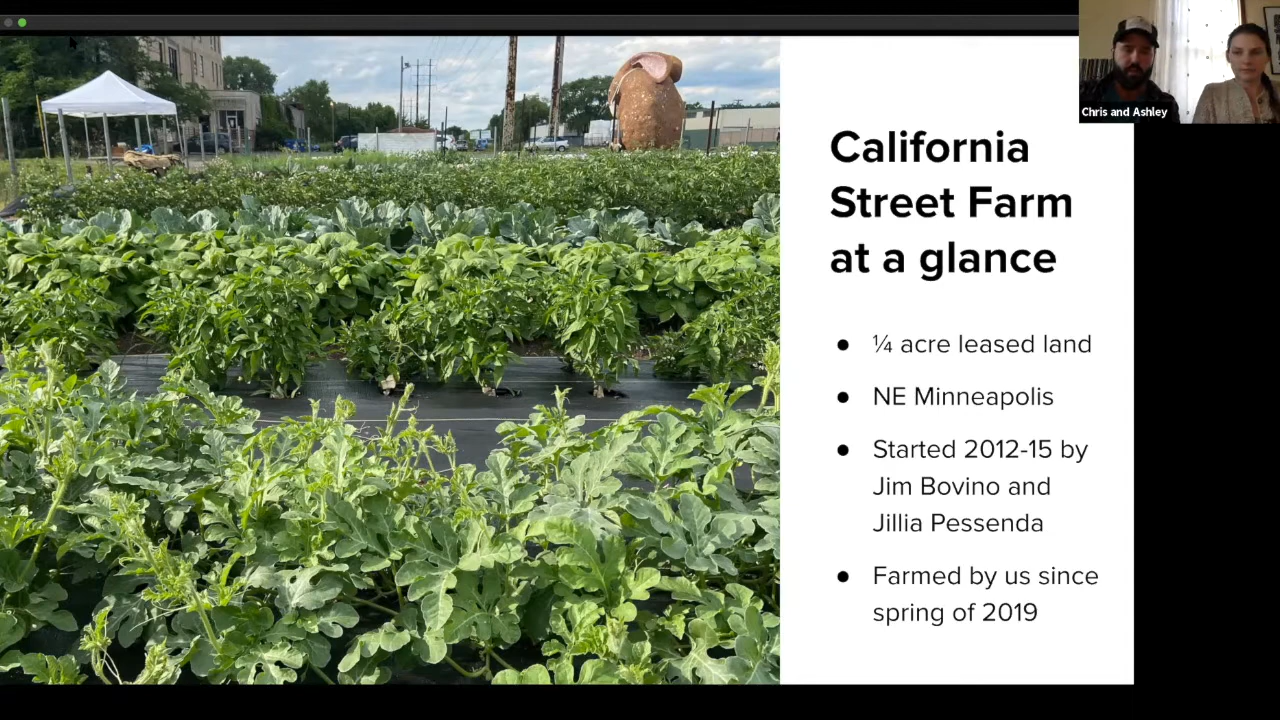 California
Street Farm
at a glance
● ¼ acre leased land
● NE Minneapolis
● Started 2012-15 by
Jim Bovino and
Jillia Pessenda
● Farmed by us since
spring of 2019
Chris and Ashley